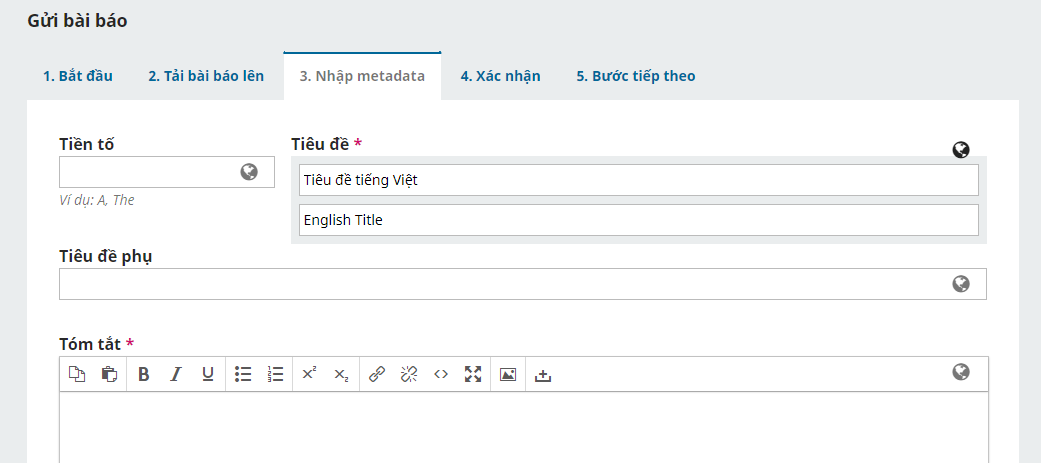 Gửi bài báo
1. Bắt đầu 2. Tải bài báo lên 3. Nhập metadata 4. Xác nhận 5. Bước tiếp theo
Tiền tố Tiêu đề *
Tiêu đề tiếng Việt
Ví dụ: A, The
English Title
Tiêu đề phụ
Tóm tắt *
B I U x² x₂ <>